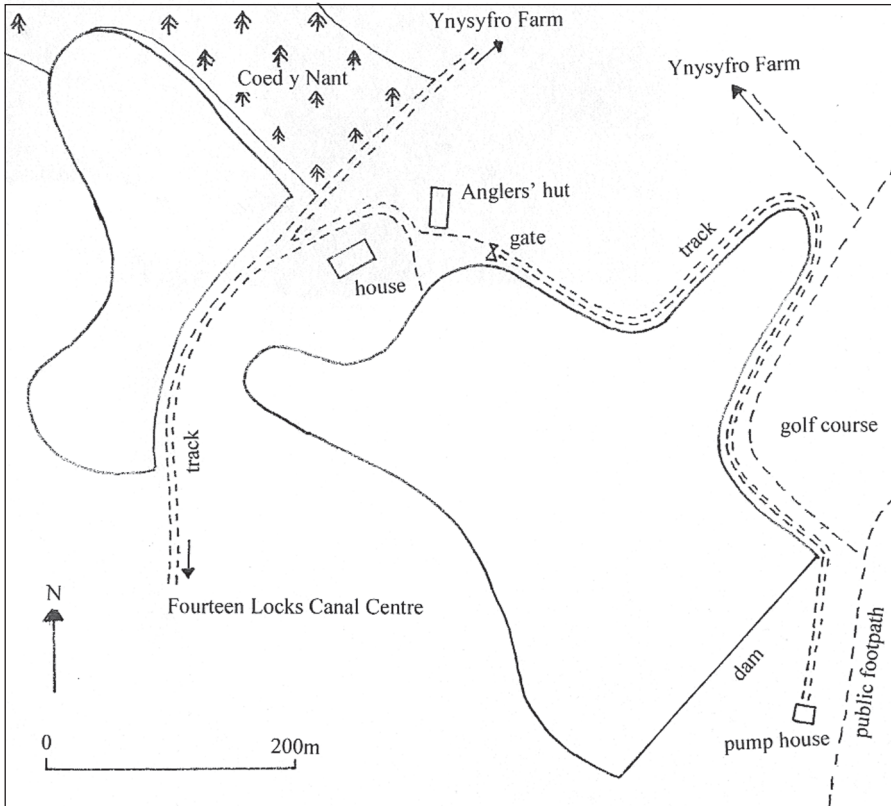 Ynysyfro Farm
Ynysyfro Farm
Coed y Nant
Anglers' hut
gate
track
house
golf course
track
N
Fourteen Locks Canal Centre
dam
public footpath
0 200m
pump house